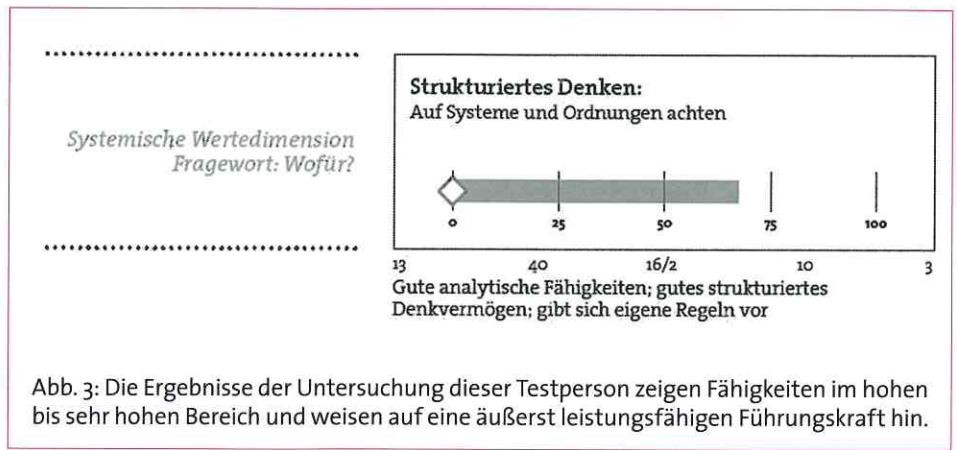 Systemische Wertedimension
Fragewort: Wofür?
Strukturiertes Denken:
Auf Systeme und Ordnungen achten
0 25 50 75 100
13 40 16/2 10 3
Gute analytische Fähigkeiten; gutes strukturiertes
Denkvermögen; gibt sich eigene Regeln vor
Abb. 3: Die Ergebnisse der Untersuchung dieser Testperson zeigen Fähigkeiten im hohen
bis sehr hohen Bereich und weisen auf eine äußerst leistungsfähigen Führungskraft hin.